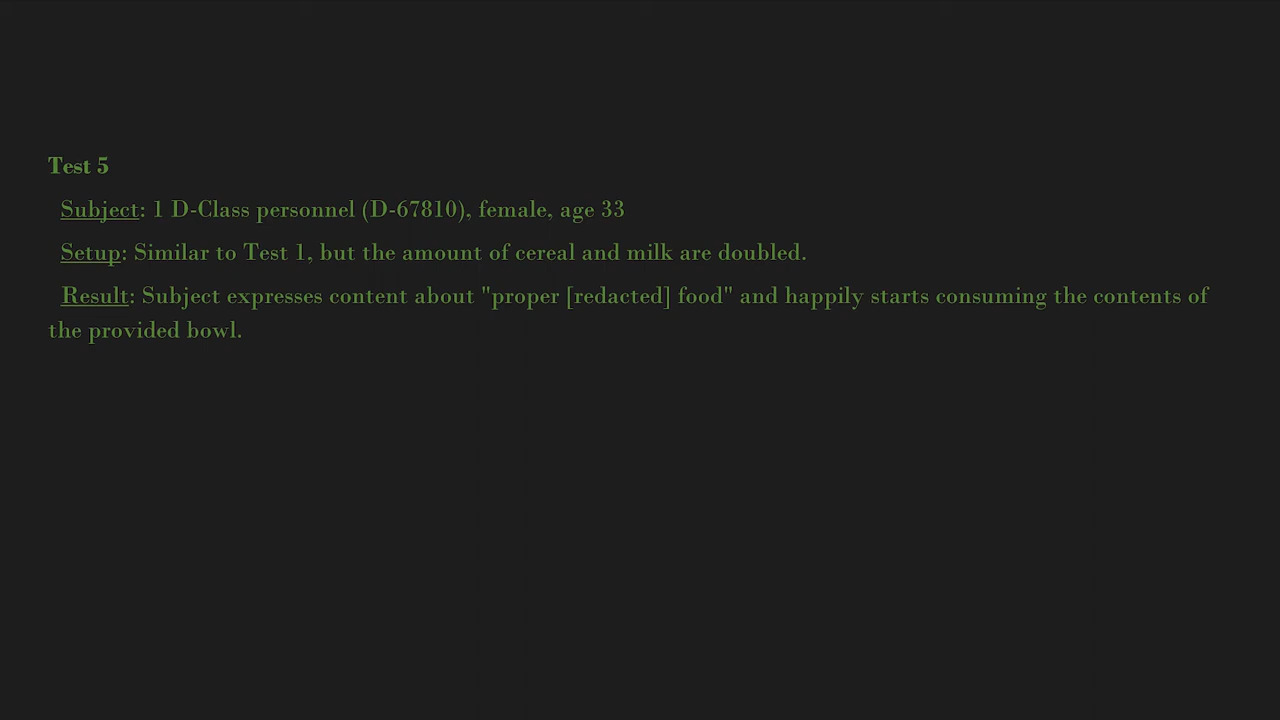 Test 5
Subject: 1 D-Class personnel (D-67810), female, age 33
Setup: Similar to Test 1, but the amount of cereal and milk are doubled.
Result: Subject expresses content about "proper [redacted] food" and happily starts consuming the contents of
the provided bowl.